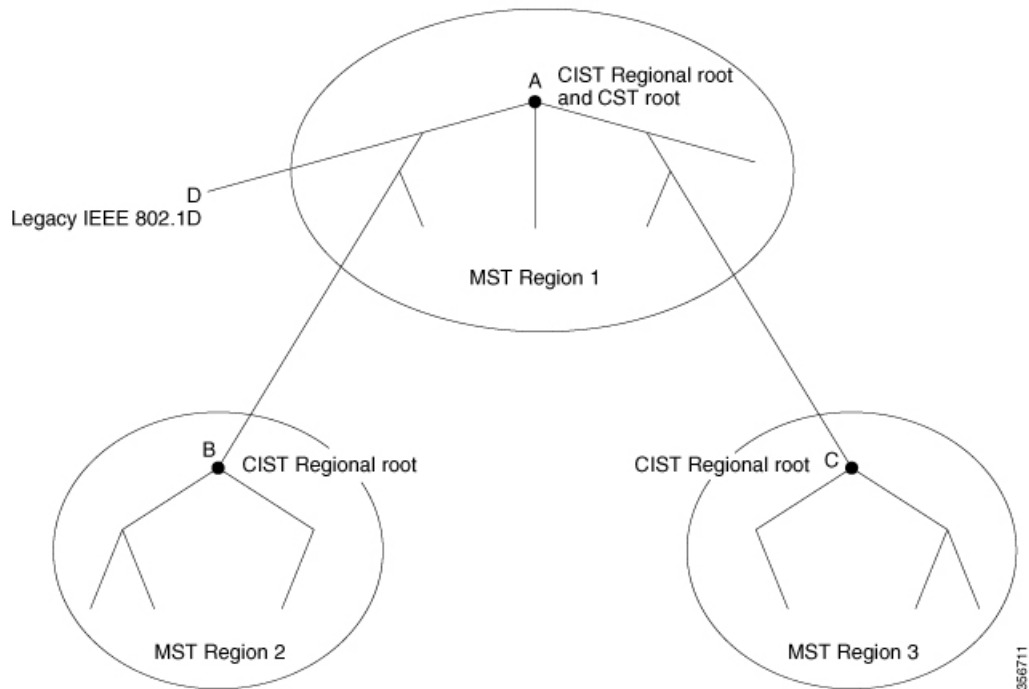 A
CIST Regional root
and CST root
D
Legacy IEEE 802.1D
MST Region 1
B
CIST Regional root
CIST Regional root
C
MST Region 2
MST Region 3
356711